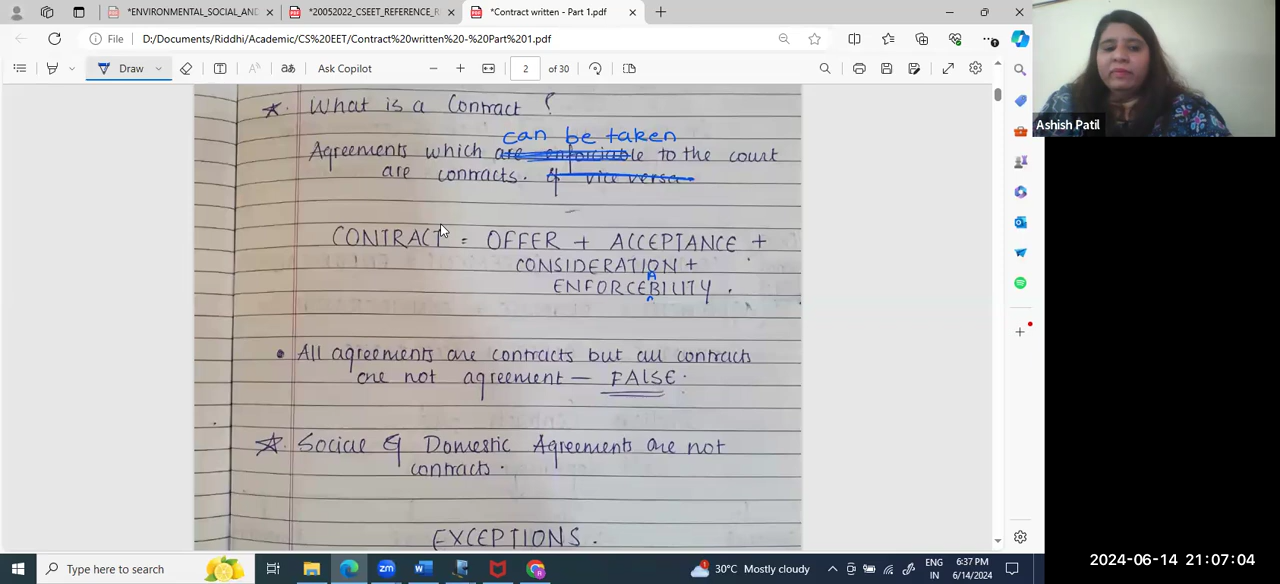 *ENVIRONMENTAL_SOCIAL_AND
*20052022_CSEET_REFERENCE_R
*Contract written - Part 1.pdf
File D:/Documents/Riddhi/Academic/CS%20EET/Contract%20written%20-%20Part%201.pdf
Draw
Ask Copilot
2 of 30
Ashish Patil
* What is a Contract ?
can be taken
Agreements which are enforciable to the court
are contracts. & vice versa
CONTRACT = OFFER + ACCEPTANCE +
CONSIDERATION +
A
ENFORCEBILITY .
• All agreements are contracts but all contracts
are not agreement — FALSE.
* Social & Domestic Agreements are not
contracts.
EXCEPTIONS.
Type here to search
30°C Mostly cloudy
ENG
IN
6:37 PM
6/14/2024
2024-06-14 21:07:04